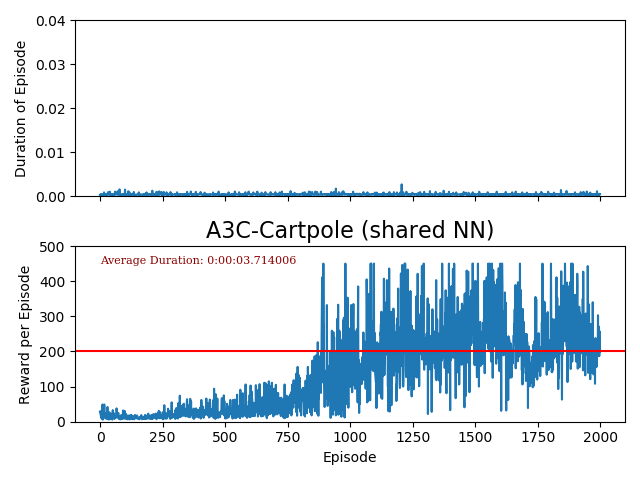 0.04
0.03
0.02
0.01
0.00
Duration of Episode
A3C-Cartpole (shared NN)
Average Duration: 0:00:03.714006
500
400
300
200
100
0
Reward per Episode
0 250 500 750 1000 1250 1500 1750 2000
Episode